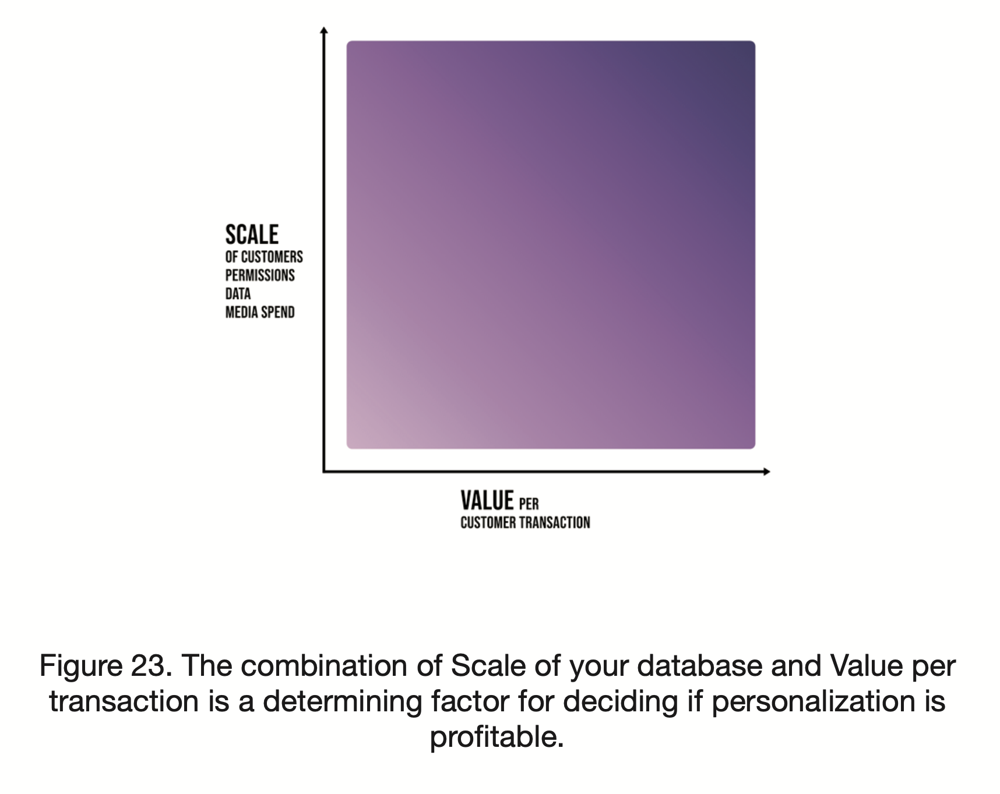 SCALE
OF CUSTOMERS
PERMISSIONS
DATA
MEDIA SPEND
VALUE PER
CUSTOMER TRANSACTION
Figure 23. The combination of Scale of your database and Value per
transaction is a determining factor for deciding if personalization is
profitable.